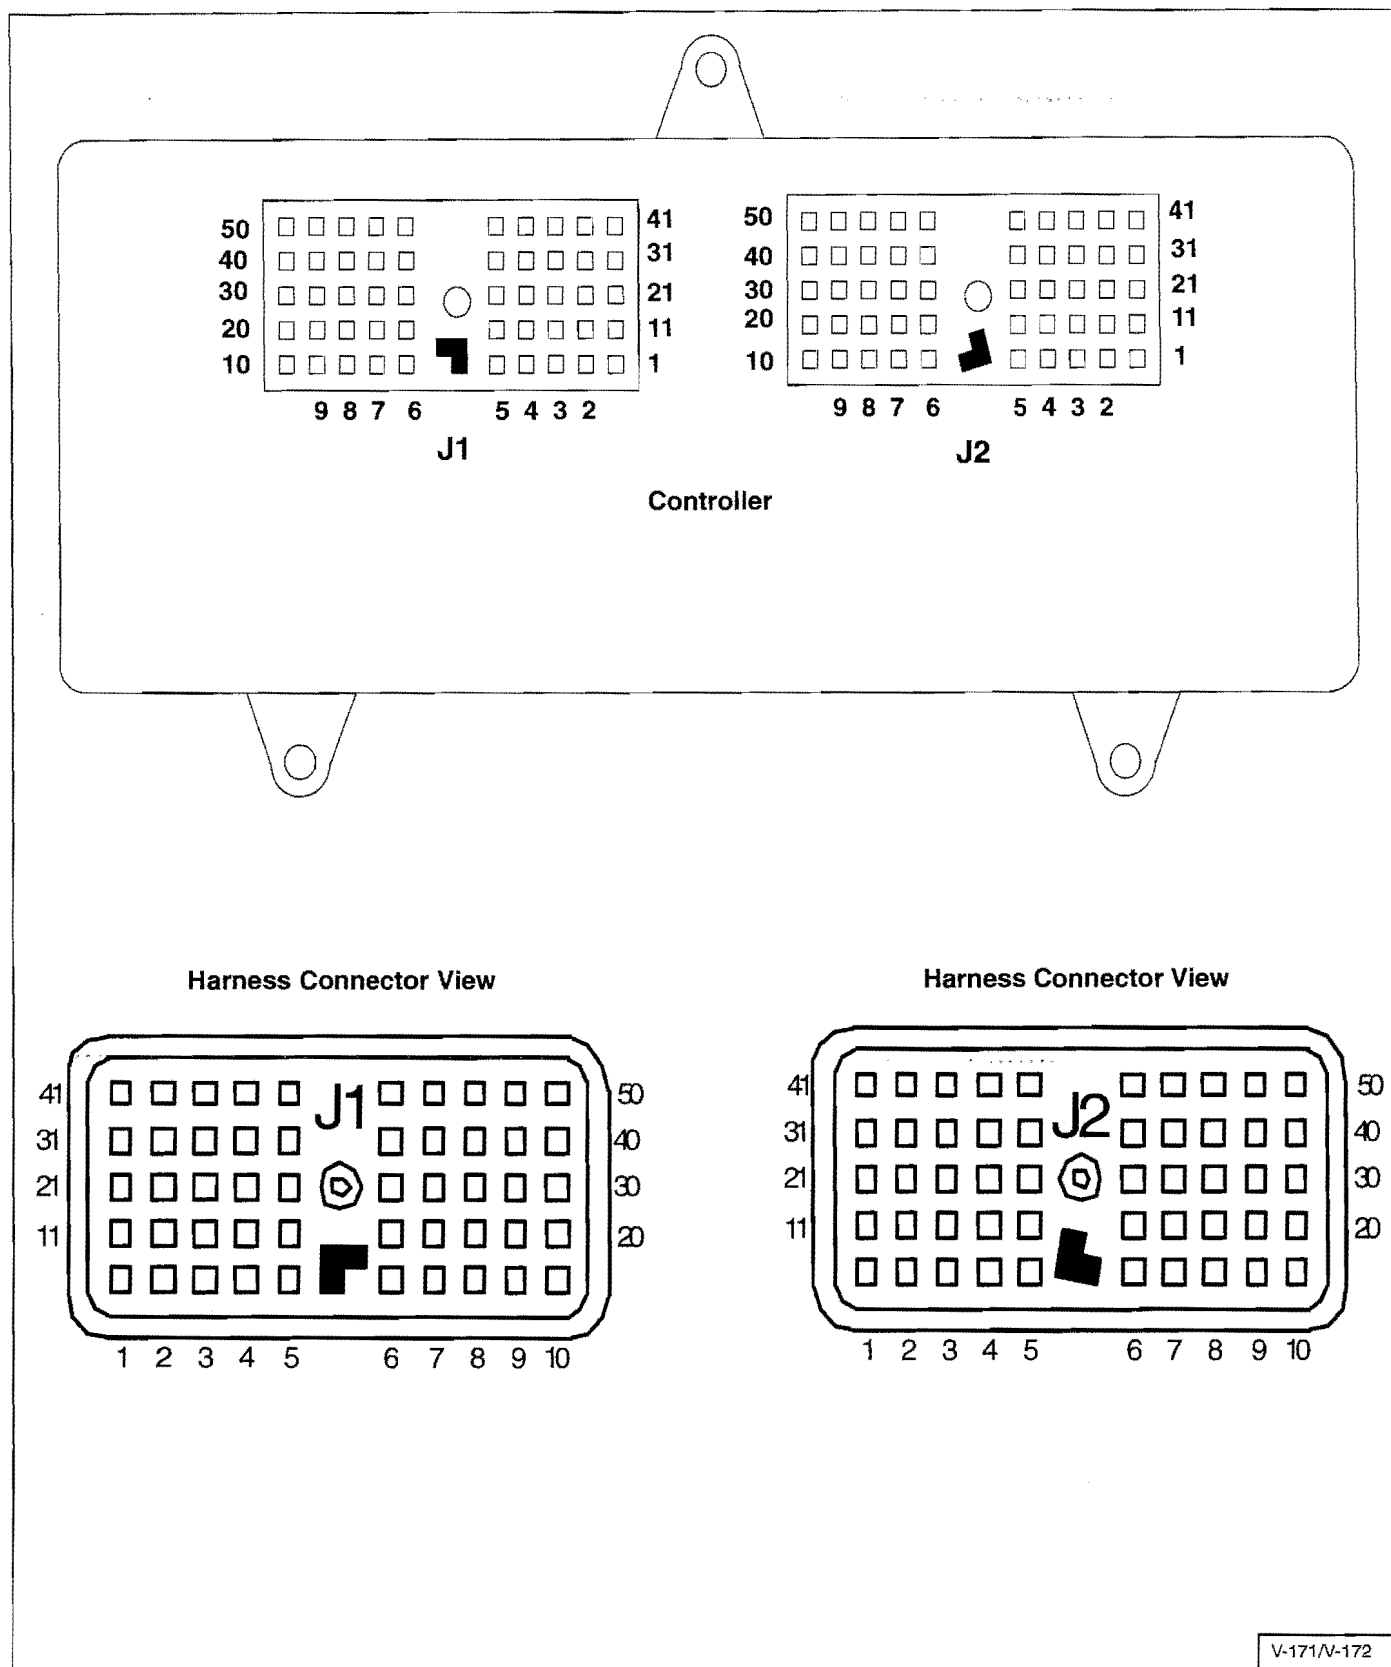 50 41 50 41
40 31 40 31
30 21 30 21
20 11 20 11
10 1 10 1
9 8 7 6 5 4 3 2 9 8 7 6 5 4 3 2
J1 J2
Controller
Harness Connector View Harness Connector View
41 J1 50 41 J2 50
31 40 31 40
21 30 21 30
11 20 11 20
1 2 3 4 5 6 7 8 9 10 1 2 3 4 5 6 7 8 9 10
V-171/V-172